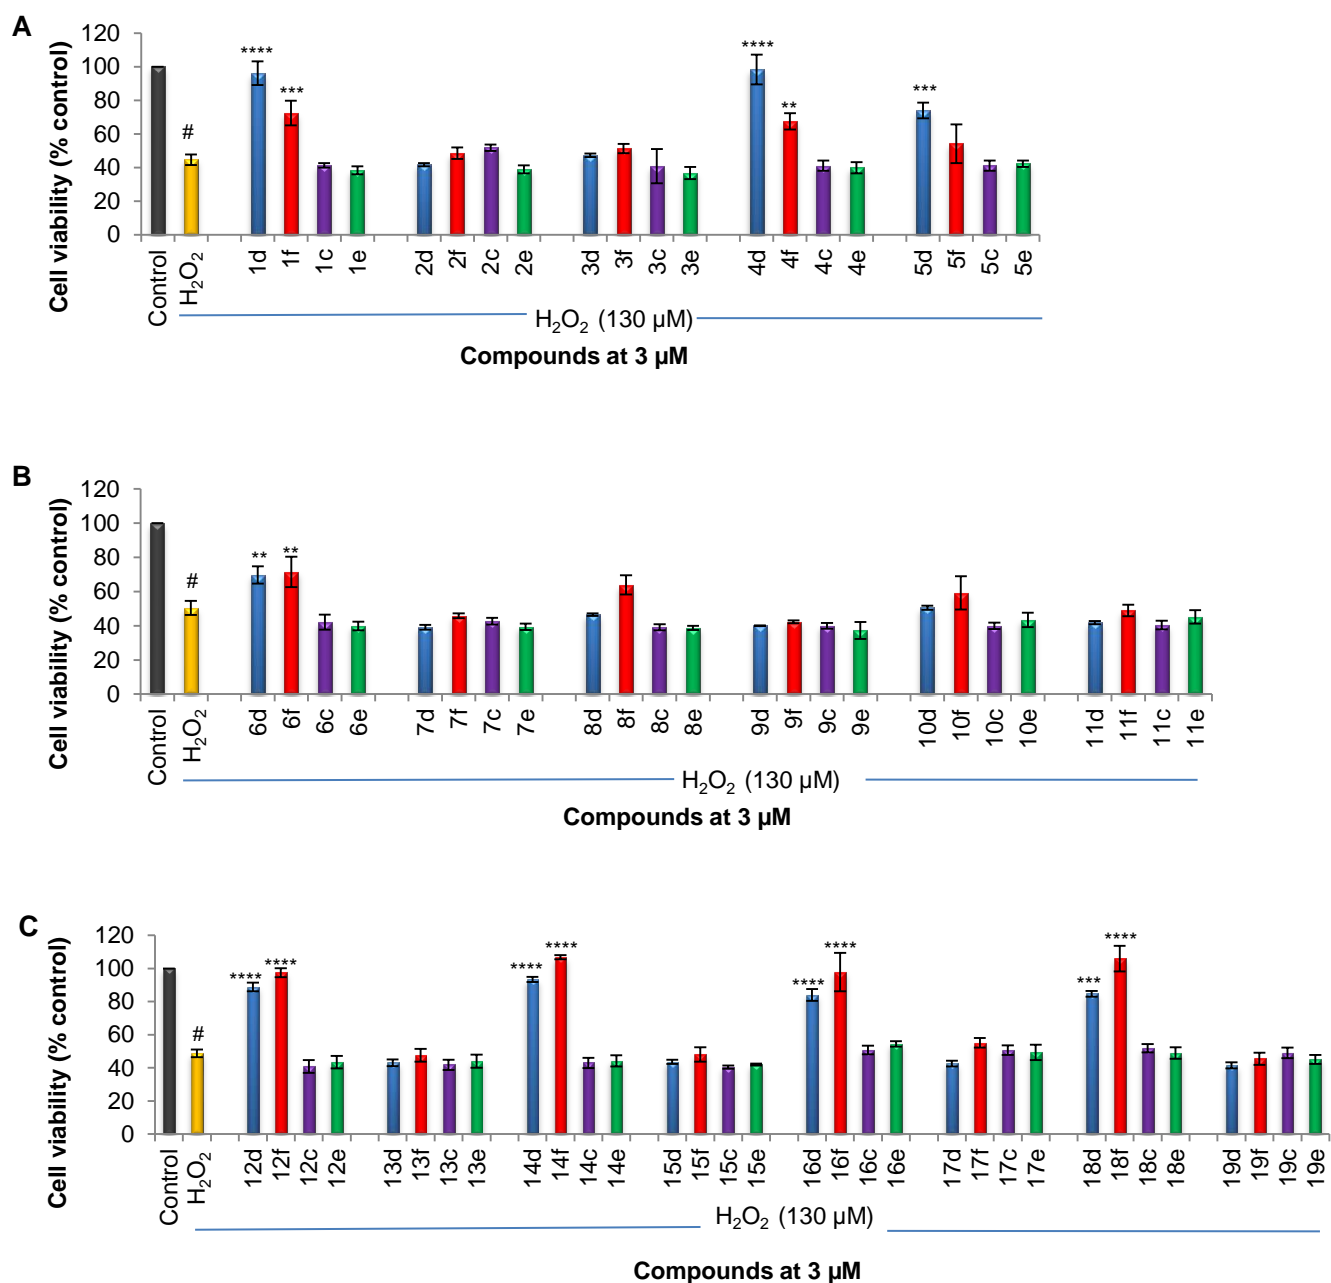 A
Cell viability (% control)
120
100
80
60
40
20
0
#
****
***
****
**
***
Control
H₂O₂
1d
1f
1c
1e
2d
2f
2c
2e
3d
3f
3c
3e
4d
4f
4c
4e
5d
5f
5c
5e
H₂O₂ (130 µM)
Compounds at 3 µM
B
Cell viability (% control)
120
100
80
60
40
20
0
#
**
**
Control
H₂O₂
6d
6f
6c
6e
7d
7f
7c
7e
8d
8f
8c
8e
9d
9f
9c
9e
10d
10f
10c
10e
11d
11f
11c
11e
H₂O₂ (130 µM)
Compounds at 3 µM
C
Cell viability (% control)
120
100
80
60
40
20
0
#
****
****
****
****
****
****
***
****
Control
H₂O₂
12d
12f
12c
12e
13d
13f
13c
13e
14d
14f
14c
14e
15d
15f
15c
15e
16d
16f
16c
16e
17d
17f
17c
17e
18d
18f
18c
18e
19d
19f
19c
19e
H₂O₂ (130 µM)
Compounds at 3 µM